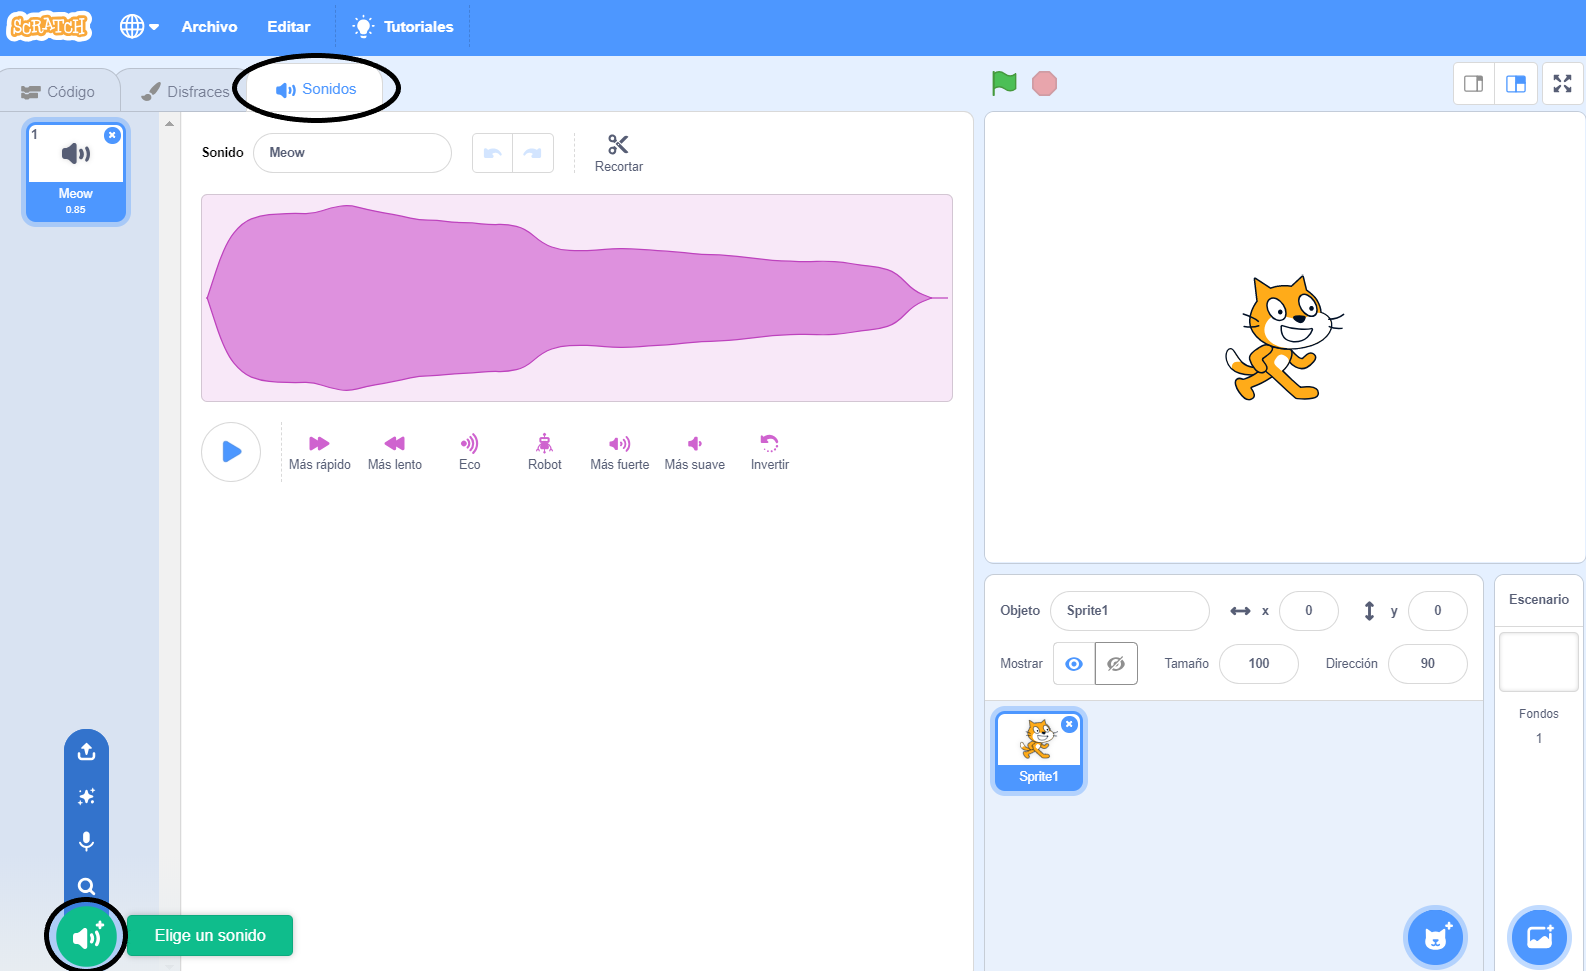 SCRATCH
Archivo
Editar
Tutoriales
Código
Disfraces
Sonidos
1
Meow
0.85
Sonido
Meow
Recortar
Más rápido
Más lento
Eco
Robot
Más fuerte
Más suave
Invertir
Elige un sonido
Objeto
Sprite1
x
0
y
0
Mostrar
Tamaño
100
Dirección
90
Sprite1
Escenario
Fondos
1